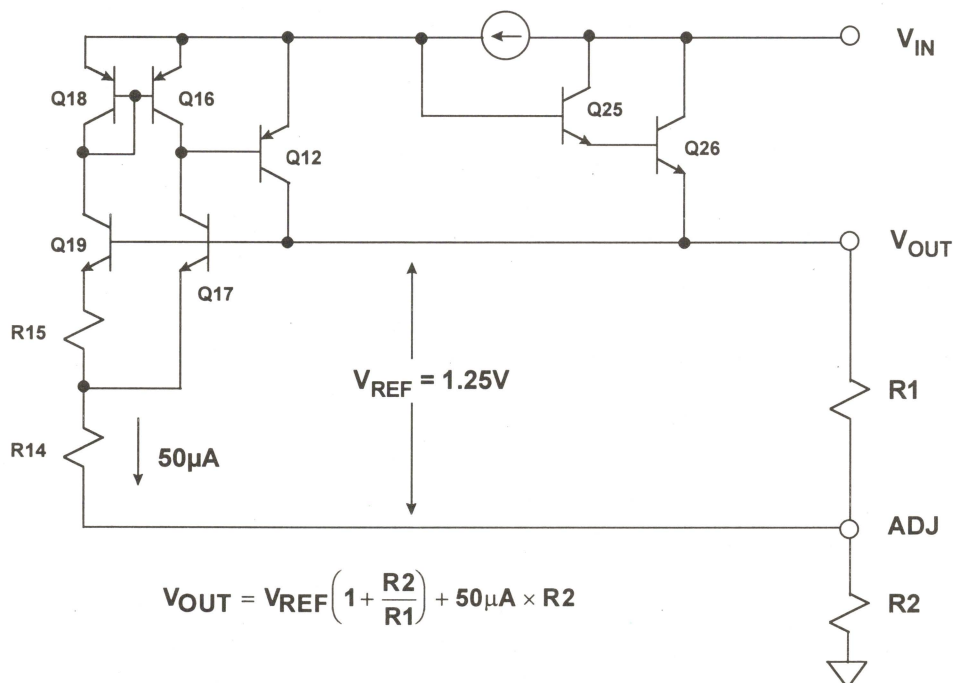 V_IN
Q18
Q16
Q25
Q12
Q26
Q19
V_OUT
Q17
R15
V_REF = 1.25V
R1
R14
50µA
ADJ
V_OUT = V_REF(1 + R2/R1) + 50µA × R2
R2